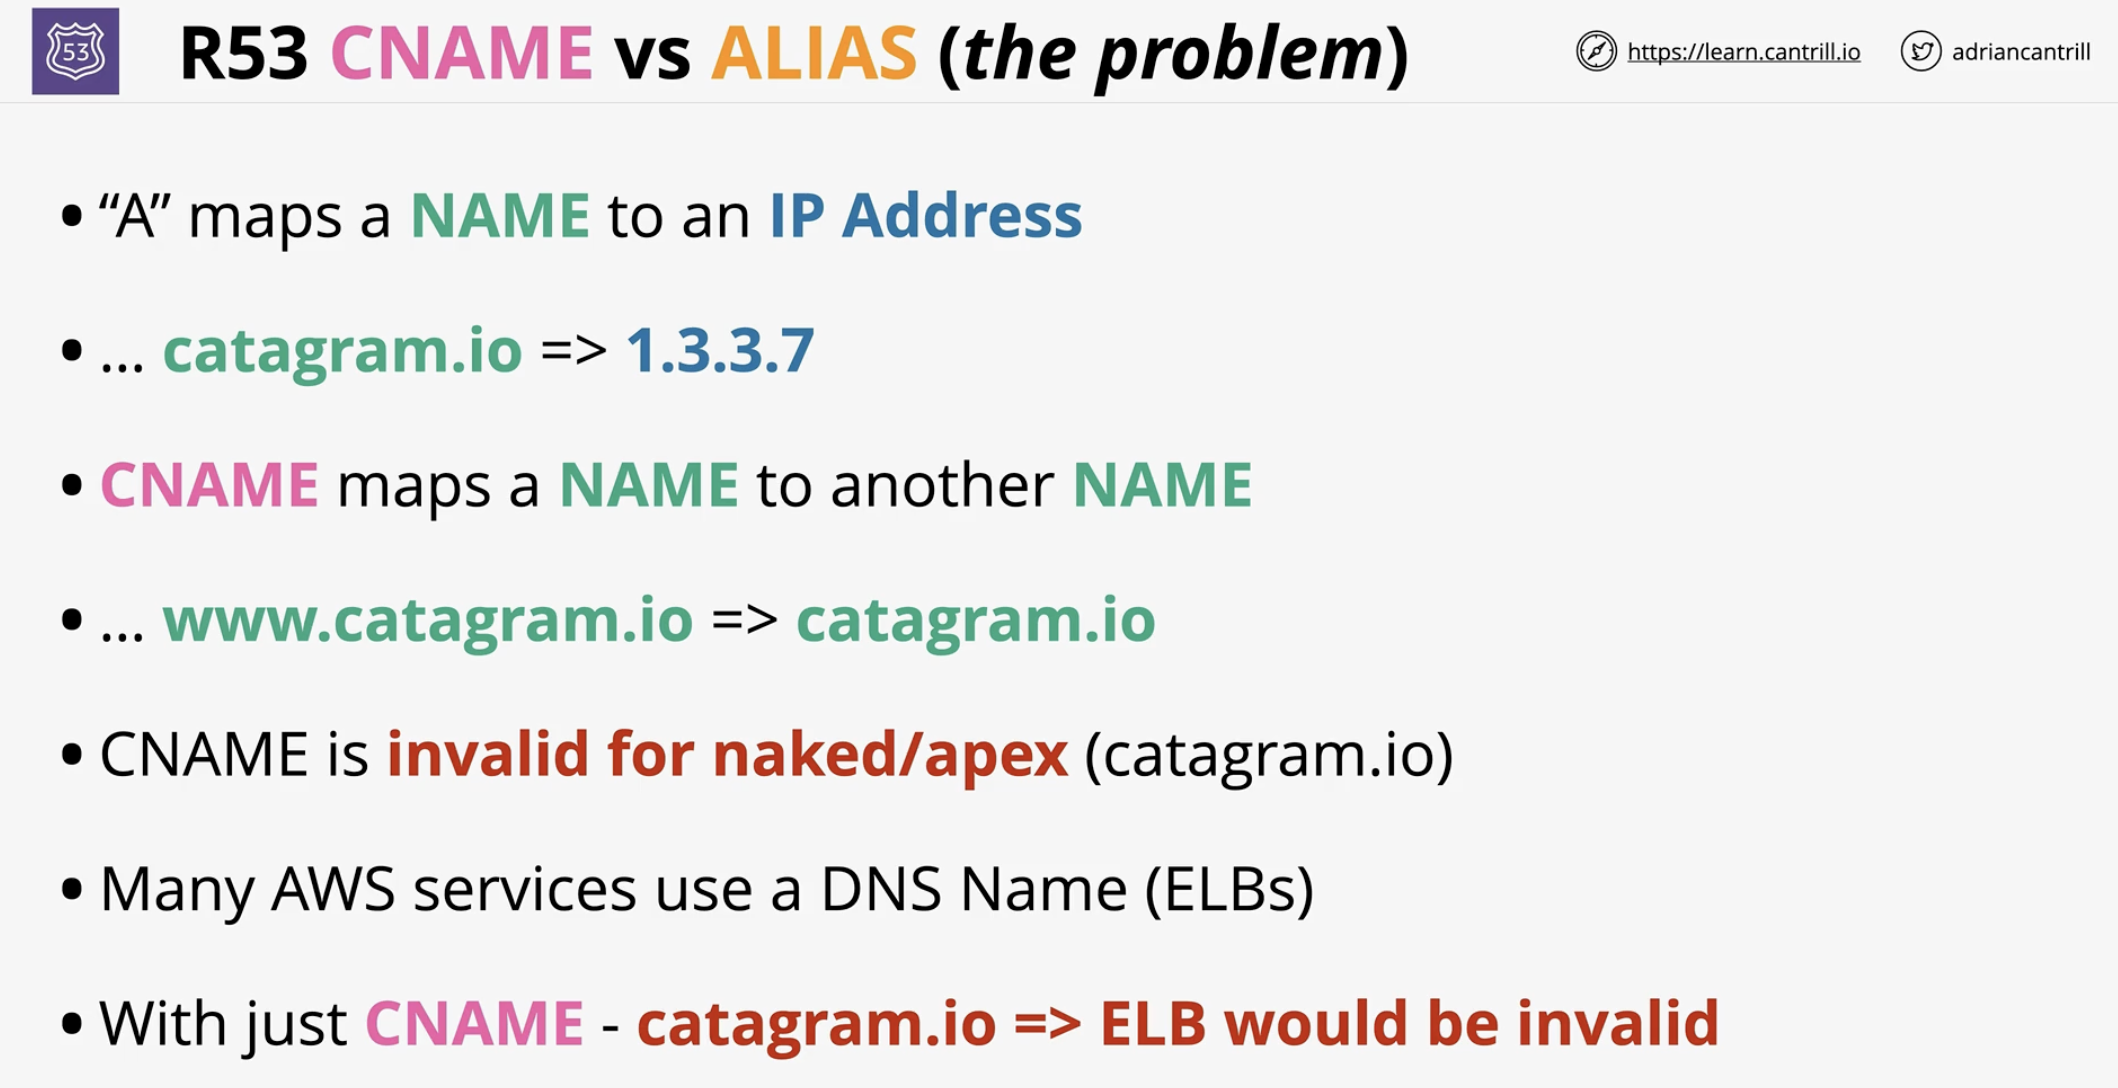 53
R53 CNAME vs ALIAS (the problem)
https://learn.cantrill.io
adriancantrill
• “A” maps a NAME to an IP Address
• ... catagram.io => 1.3.3.7
• CNAME maps a NAME to another NAME
• ... www.catagram.io => catagram.io
• CNAME is invalid for naked/apex (catagram.io)
• Many AWS services use a DNS Name (ELBs)
• With just CNAME - catagram.io => ELB would be invalid